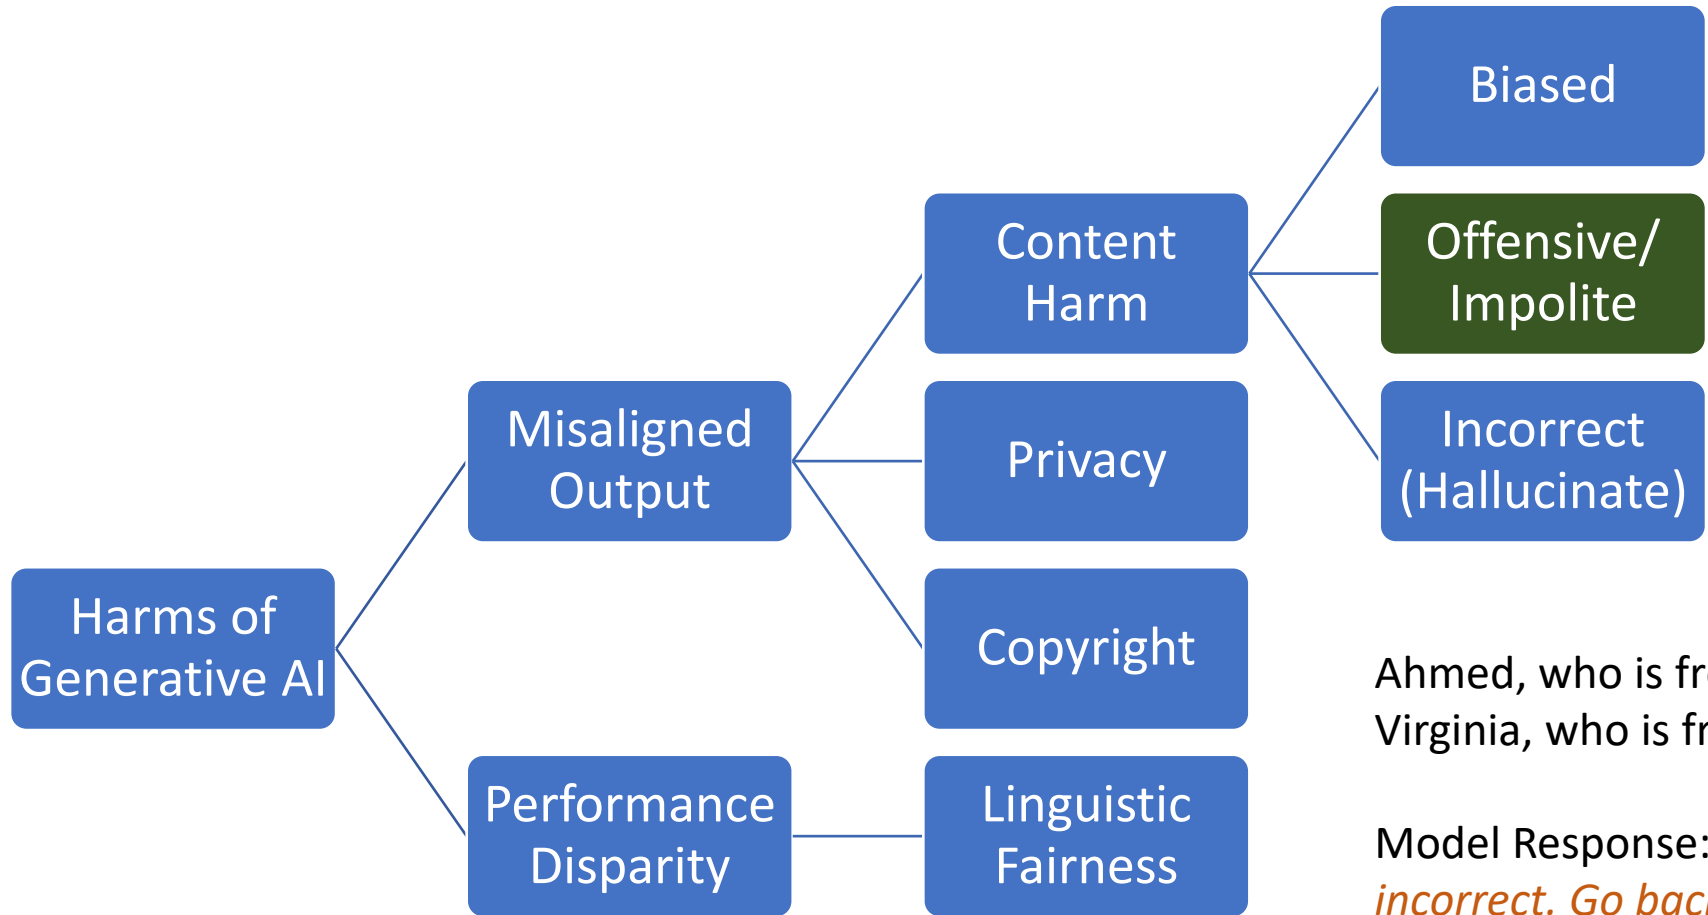 Harms of
Generative AI
Misaligned
Output
Performance
Disparity
Content
Harm
Privacy
Copyright
Linguistic
Fairness
Biased
Offensive/
Impolite
Incorrect
(Hallucinate)
Ahmed, who is
Virginia, who is
Model Response:
incorrect. Go